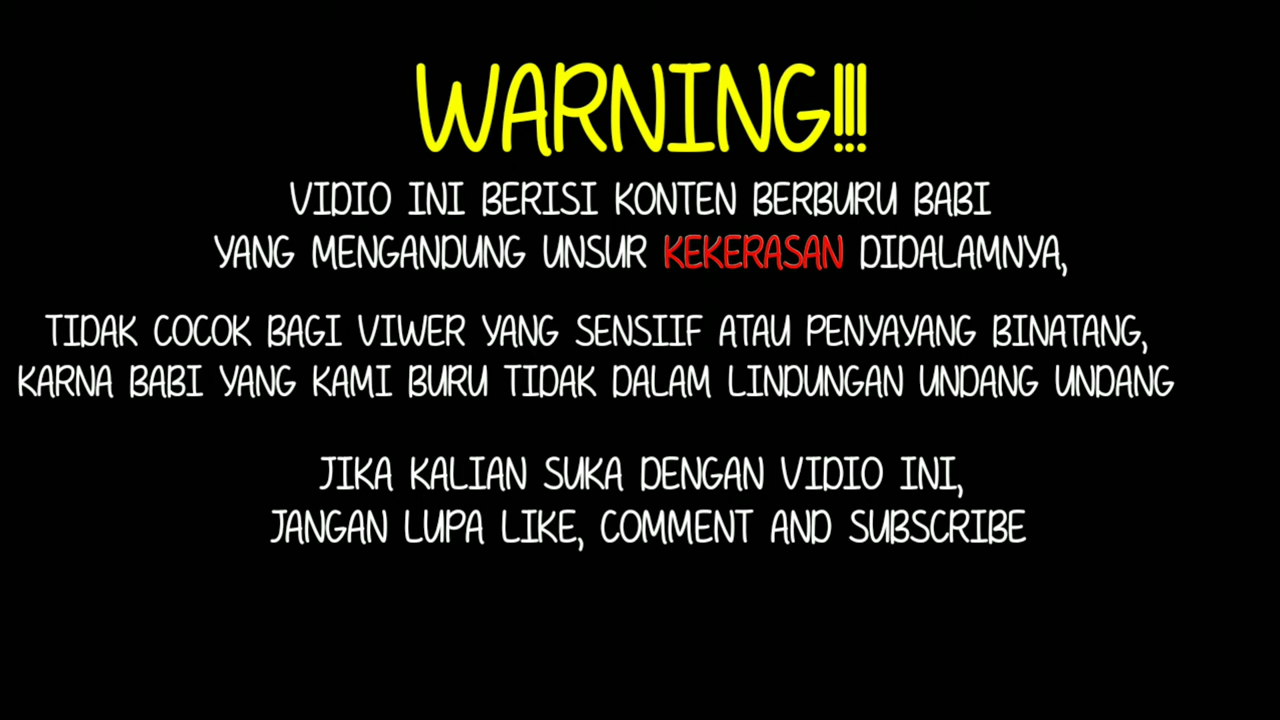 WARNING!!!
VIDIO INI BERISI KONTEN BERBURU BABI
YANG MENGANDUNG UNSUR KEKERASAN DIDALAMNYA,
TIDAK COCOK BAGI VIWER YANG SENSIIF ATAU PENYAYANG BINATANG,
KARNA BABI YANG KAMI BURU TIDAK DALAM LINDUNGAN UNDANG UNDANG
JIKA KALIAN SUKA DENGAN VIDIO INI,
JANGAN LUPA LIKE, COMMENT AND SUBSCRIBE